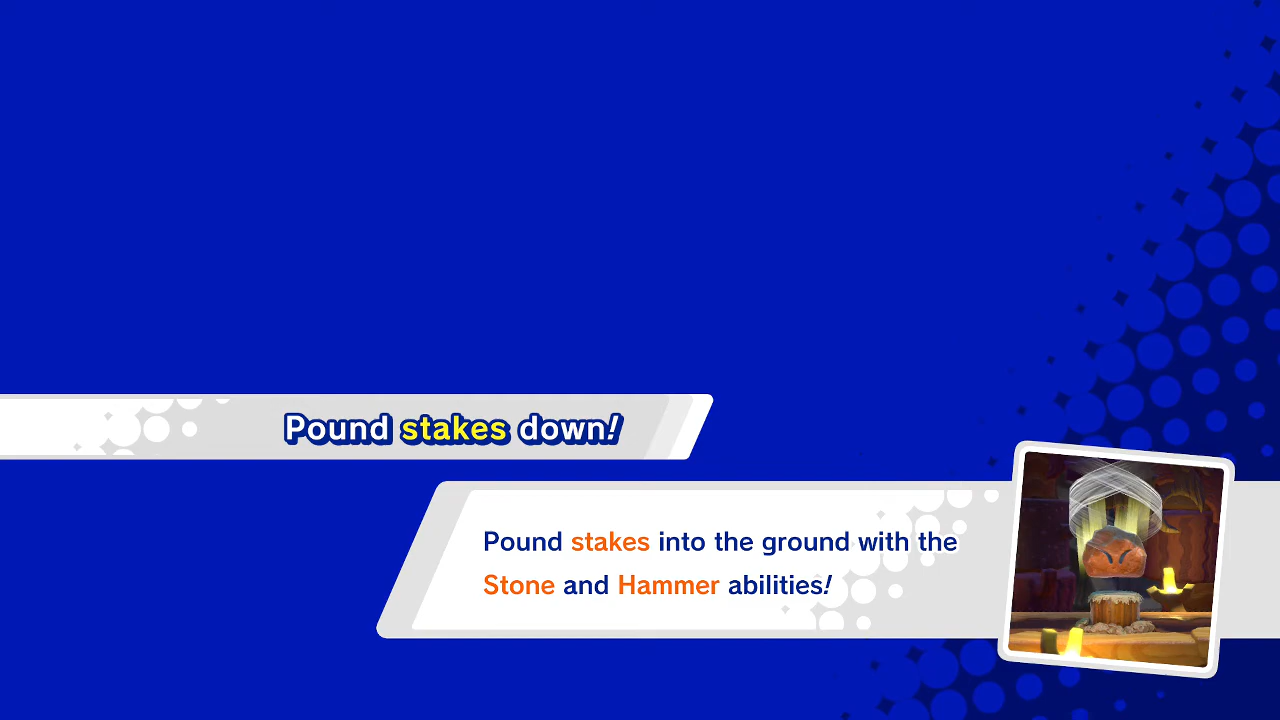 Pound stakes down!
Pound stakes into the ground with the
Stone and Hammer abilities!